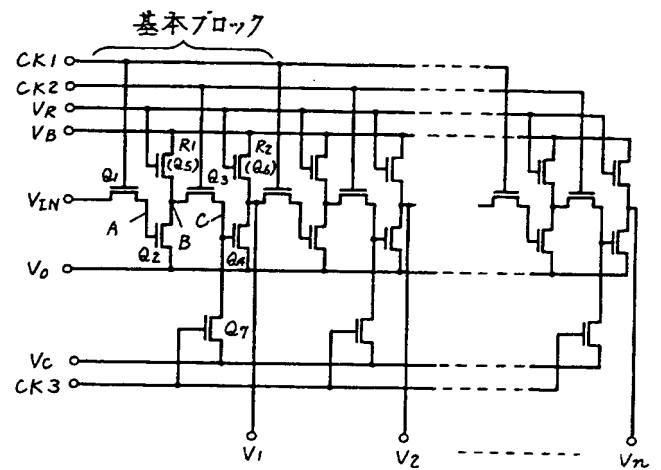 基本ブロック
CK1
CK2
VR
VB
R1
(Q5)
Q3
R2
(Q6)
Q1
VIN
A
B
C
Q2
Q4
V0
Q7
VC
CK3
V1
V2
Vn